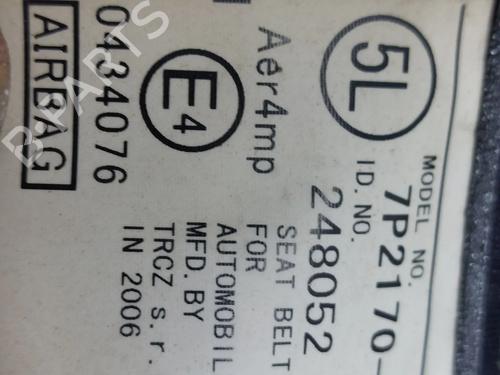 MODEL NO.
7P2170-
I.D. NO.
248052
5L
SEAT BELT
FOR
AUTOMOBIL
MFD. BY
TRCZ s.r.
IN 2006
Aer4mp
E4
0434076
AIRBAG
B-PARTS